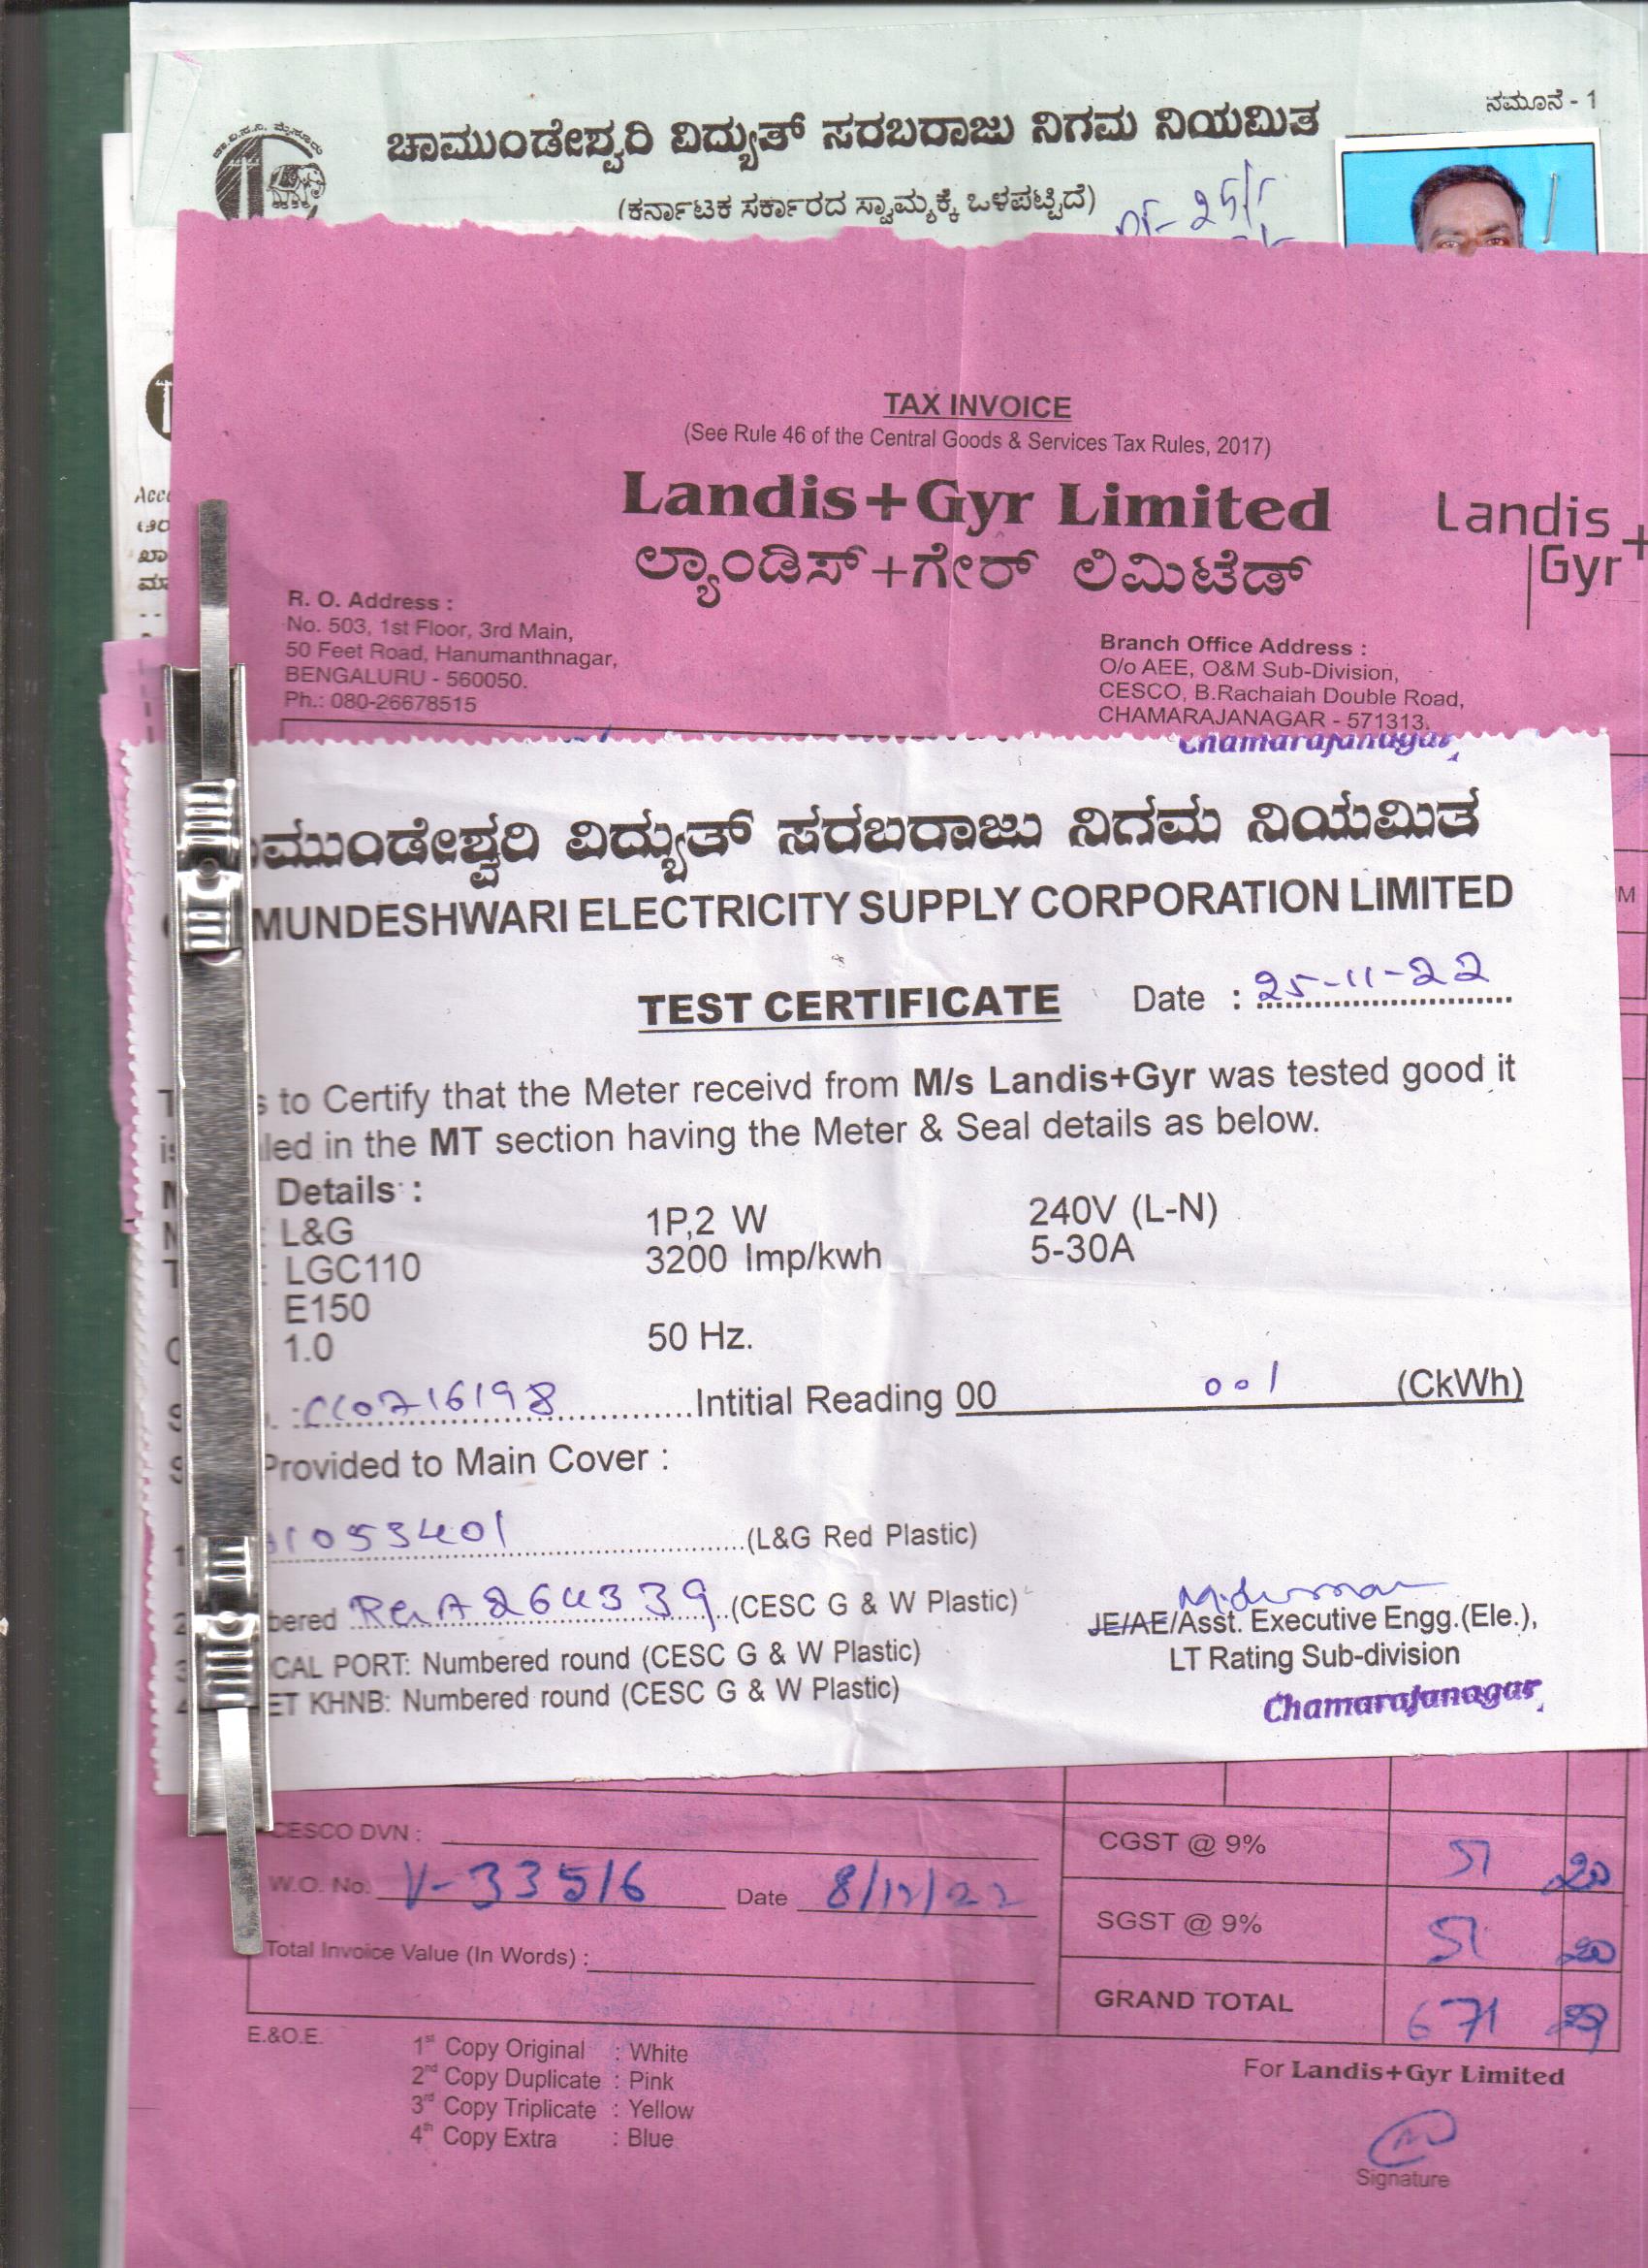 ನಮೂನೆ - 1
ಚಾಮುಂಡೇಶ್ವರಿ ವಿದ್ಯುತ್ ಸರಬರಾಜು ನಿಗಮ ನಿಯಮಿತ
(ಕರ್ನಾಟಕ ಸರ್ಕಾರದ ಸ್ವಾಮ್ಯಕ್ಕೆ ಒಳಪಟ್ಟಿದೆ)
TAX INVOICE
(See Rule 46 of the Central Goods & Services Tax Rules, 2017)
Landis+Gyr Limited
Landis+
Gyr
ಲ್ಯಾಂಡಿಸ್+ಗೇರ್ ಲಿಮಿಟೆಡ್
R. O. Address :
No. 503, 1st Floor, 3rd Main,
50 Feet Road, Hanumanthnagar,
BENGALURU - 560050.
Ph.: 080-26678515
Branch Office Address :
O/o AEE, O&M Sub-Division,
CESCO, B.Rachaiah Double Road,
CHAMARAJANAGAR - 571313.
Chamarajanagar
ಮುಂಡೇಶ್ವರಿ ವಿದ್ಯುತ್ ಸರಬರಾಜು ನಿಗಮ ನಿಯಮಿತ
MUNDESHWARI ELECTRICITY SUPPLY CORPORATION LIMITED
TEST CERTIFICATE Date : 25-11-22
s to Certify that the Meter receivd from M/s Landis+Gyr was tested good it
led in the MT section having the Meter & Seal details as below.
Details :
: L&G 1P,2 W 240V (L-N)
: LGC110 3200 Imp/kwh 5-30A
E150
: 1.0 50 Hz.
0716198 Intitial Reading 00 001 (CkWh)
Provided to Main Cover :
1053401 (L&G Red Plastic)
bered 264339 (CESC G & W Plastic)
CAL PORT: Numbered round (CESC G & W Plastic)
ET KHNB: Numbered round (CESC G & W Plastic)
JE/AE/Asst. Executive Engg.(Ele.),
LT Rating Sub-division
Chamarajanagar
CESCO DVN :
W.O. No. V-33516 Date 8/12/22
Total Invoice Value (In Words) :
CGST @ 9% 51 20
SGST @ 9% 51 20
GRAND TOTAL 671
E.&O.E.
1st Copy Original : White
2nd Copy Duplicate : Pink
3rd Copy Triplicate : Yellow
4th Copy Extra : Blue
For Landis+Gyr Limited
Signature